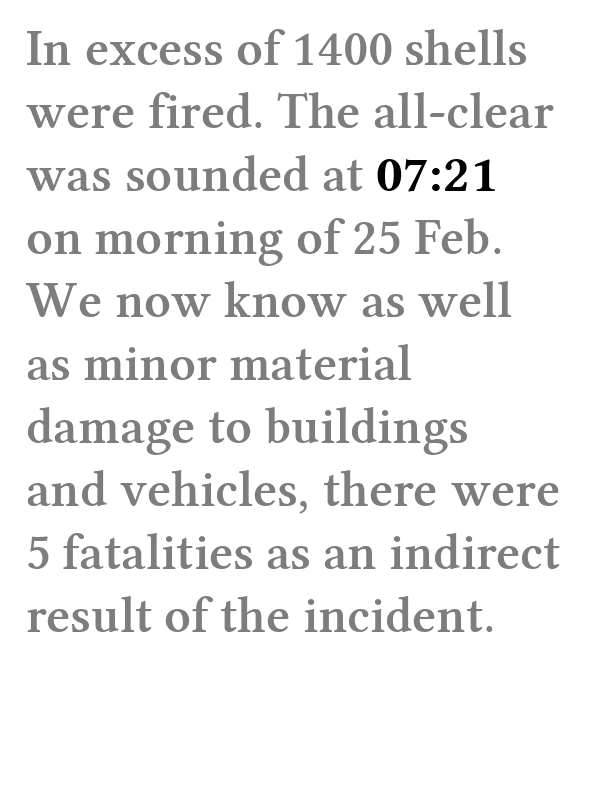 In excess of 1400 shells
were fired. The all-clear
was sounded at 07:21
on morning of 25 Feb.
We now know as well
as minor material
damage to buildings
and vehicles, there were
5 fatalities as an indirect
result of the incident.